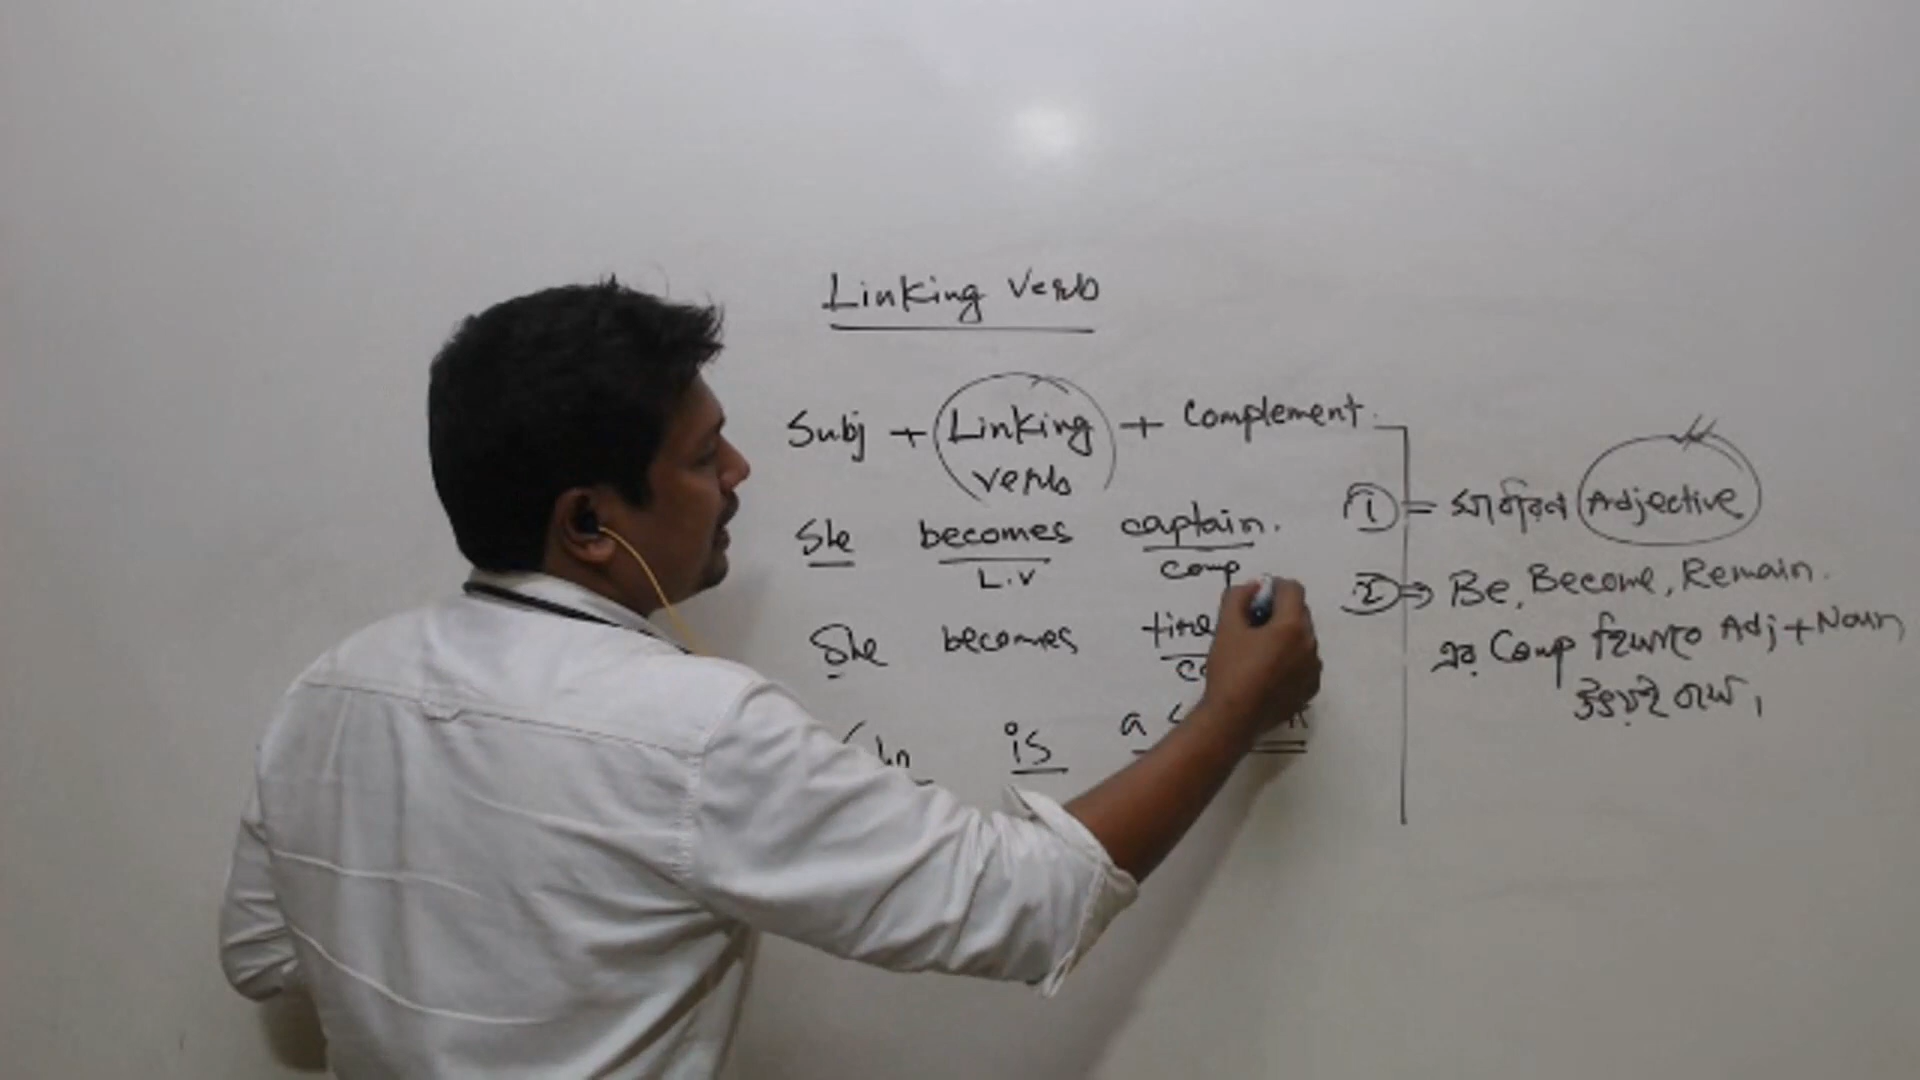 Linking Verb
Subj + Linking verb + Complement.
She becomes captain.
L.V comp
She becomes
is a
① = সাধারণত Adjective
② ⇒ Be, Become, Remain.
এর Comp হিসাবে Adj + Noun
উভয়ই বসে।